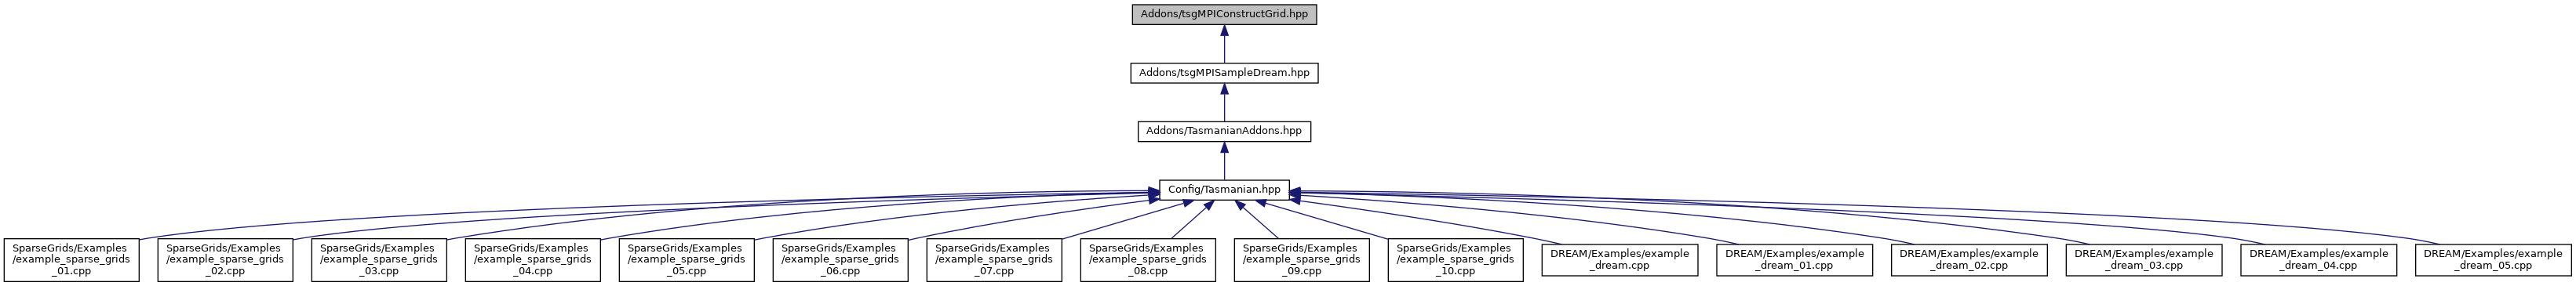 Addons/tsgMPIConstructGrid.hpp
Addons/tsgMPISampleDream.hpp
Addons/TasmanianAddons.hpp
Config/Tasmanian.hpp
SparseGrids/Examples
/example_sparse_grids
_01.cpp
SparseGrids/Examples
/example_sparse_grids
_02.cpp
SparseGrids/Examples
/example_sparse_grids
_03.cpp
SparseGrids/Examples
/example_sparse_grids
_04.cpp
SparseGrids/Examples
/example_sparse_grids
_05.cpp
SparseGrids/Examples
/example_sparse_grids
_06.cpp
SparseGrids/Examples
/example_sparse_grids
_07.cpp
SparseGrids/Examples
/example_sparse_grids
_08.cpp
SparseGrids/Examples
/example_sparse_grids
_09.cpp
SparseGrids/Examples
/example_sparse_grids
_10.cpp
DREAM/Examples/example
_dream.cpp
DREAM/Examples/example
_dream_01.cpp
DREAM/Examples/example
_dream_02.cpp
DREAM/Examples/example
_dream_03.cpp
DREAM/Examples/example
_dream_04.cpp
DREAM/Examples/example
_dream_05.cpp